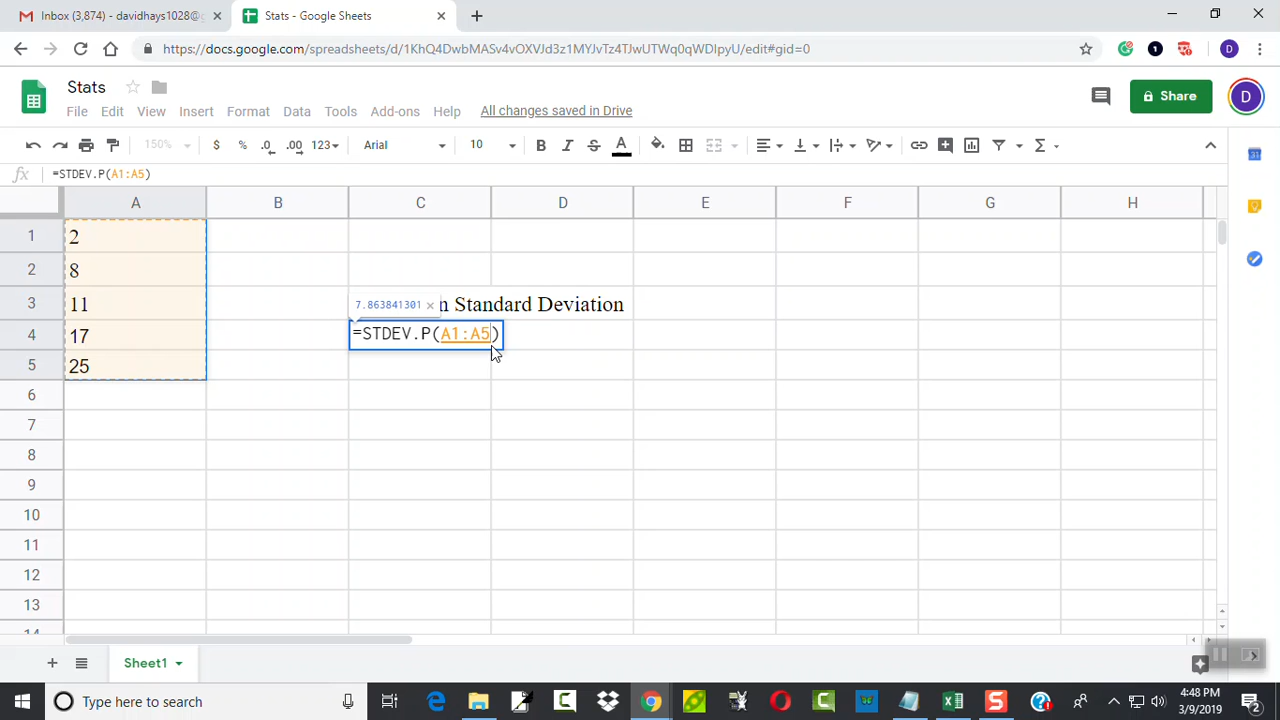 Inbox (3,874) - davidhays1028@g
Stats - Google Sheets
https://docs.google.com/spreadsheets/d/1KhQ4DwbMASv4vOXVJd3z1MYJvTz4TJwUTWq0qWDIpyU/edit#gid=0
Stats
File Edit View Insert Format Data Tools Add-ons Help All changes saved in Drive
Share
D
150% $ % .0 .00 123 Arial 10 B I S A Σ
fx =STDEV.P(A1:A5)
A B C D E F G H
1 2
2 8
3 11 7.863841301 × n Standard Deviation
4 17 =STDEV.P(A1:A5)
5 25
6
7
8
9
10
11
12
13
14
Sheet1
Type here to search
4:48 PM
3/9/2019
2